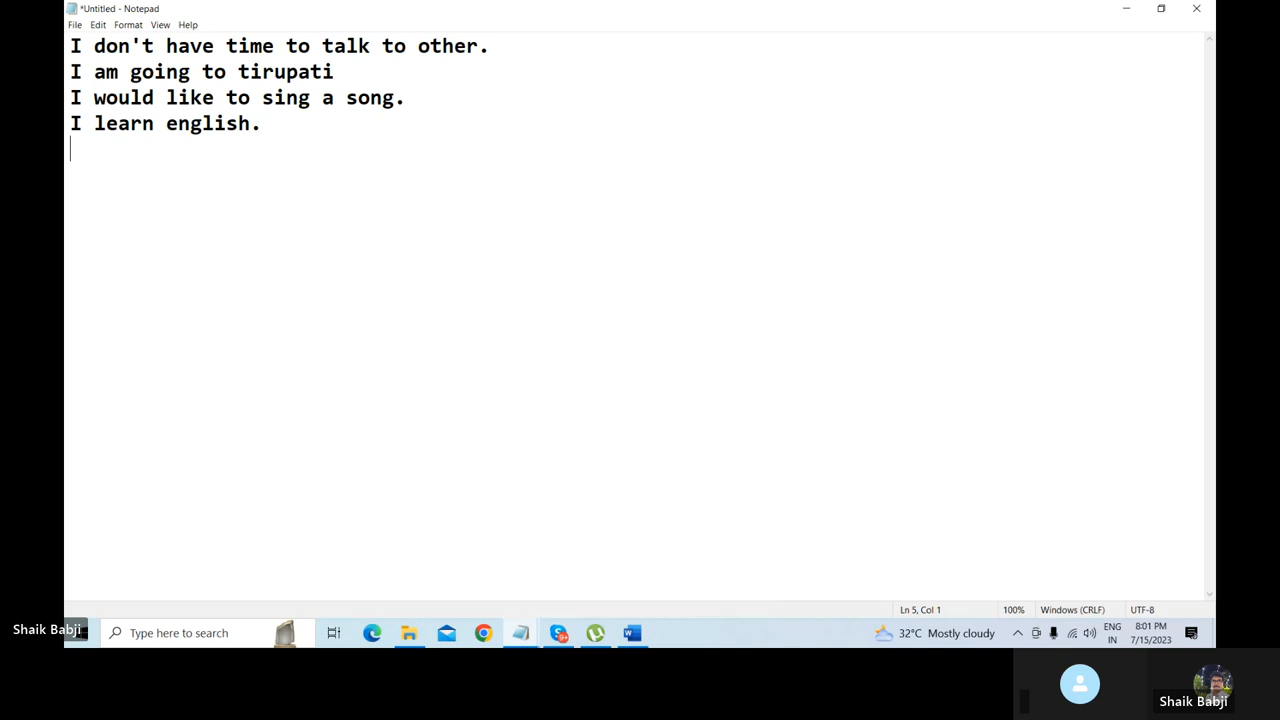 *Untitled - Notepad
File Edit Format View Help
I don't have time to talk to other.
I am going to tirupati
I would like to sing a song.
I learn english.
Ln 5, Col 1 100% Windows (CRLF) UTF-8
Shaik Babji
Type here to search
9+
32°C Mostly cloudy
ENG
IN
8:01 PM
7/15/2023
Shaik Babji